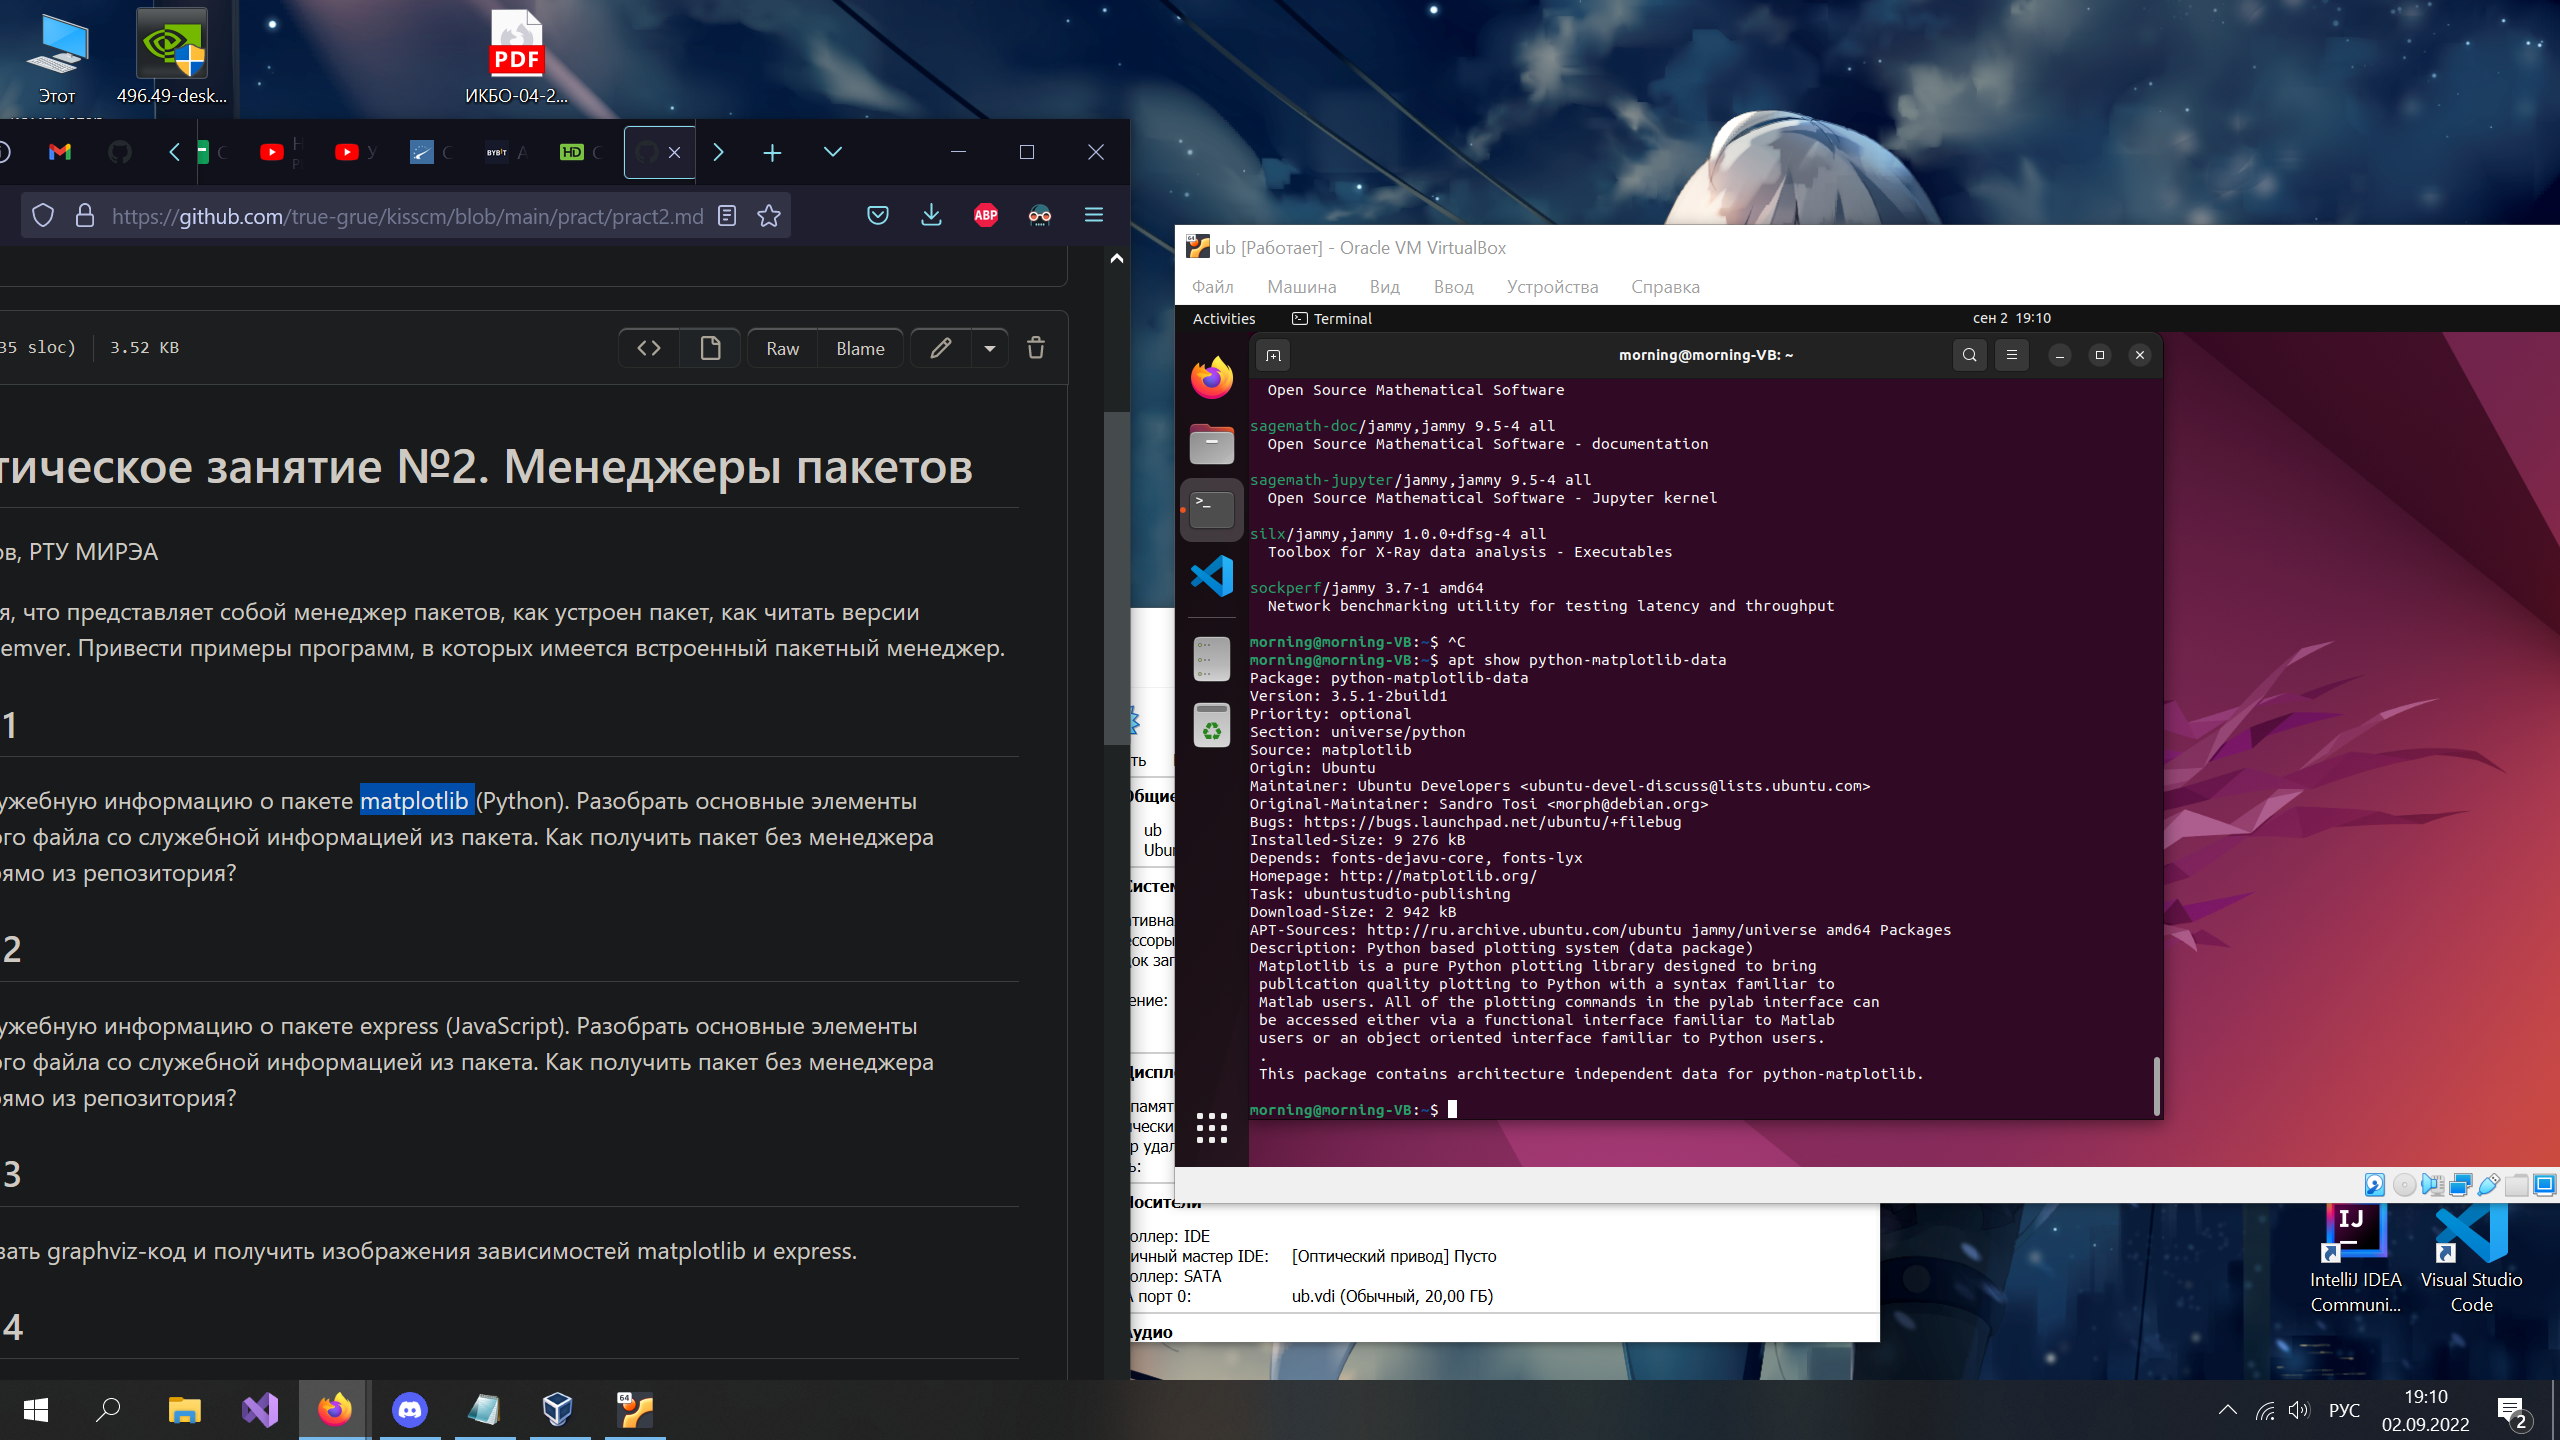 Этот
496.49-desk...
ИКБО-04-2...
PDF
BYBIT
HD
https://github.com/true-grue/kisscm/blob/main/pract/pract2.md
ABP
35 sloc)
3.52 KB
Raw
Blame
тическое занятие №2. Менеджеры пакетов
ов, РТУ МИРЭА
я, что представляет собой менеджер пакетов, как устроен пакет, как читать версии
emver. Привести примеры программ, в которых имеется встроенный пакетный менеджер.
1
ужебную информацию о пакете matplotlib (Python). Разобрать основные элементы
ого файла со служебной информацией из пакета. Как получить пакет без менеджера
рямо из репозитория?
2
ужебную информацию о пакете express (JavaScript). Разобрать основные элементы
ого файла со служебной информацией из пакета. Как получить пакет без менеджера
рямо из репозитория?
3
вать graphviz-код и получить изображения зависимостей matplotlib и express.
4
ub [Работает] - Oracle VM VirtualBox
Файл Машина Вид Ввод Устройства Справка
Activities
Terminal
сен 2 19:10
morning@morning-VB: ~
Open Source Mathematical Software
sagemath-doc/jammy,jammy 9.5-4 all
Open Source Mathematical Software - documentation
sagemath-jupyter/jammy,jammy 9.5-4 all
Open Source Mathematical Software - Jupyter kernel
silx/jammy,jammy 1.0.0+dfsg-4 all
Toolbox for X-Ray data analysis - Executables
sockperf/jammy 3.7-1 amd64
Network benchmarking utility for testing latency and throughput
morning@morning-VB:~$ ^C
morning@morning-VB:~$ apt show python-matplotlib-data
Package: python-matplotlib-data
Version: 3.5.1-2build1
Priority: optional
Section: universe/python
Source: matplotlib
Origin: Ubuntu
Maintainer: Ubuntu Developers <ubuntu-devel-discuss@lists.ubuntu.com>
Original-Maintainer: Sandro Tosi <morph@debian.org>
Bugs: https://bugs.launchpad.net/ubuntu/+filebug
Installed-Size: 9 276 kB
Depends: fonts-dejavu-core, fonts-lyx
Homepage: http://matplotlib.org/
Task: ubuntustudio-publishing
Download-Size: 2 942 kB
APT-Sources: http://ru.archive.ubuntu.com/ubuntu jammy/universe amd64 Packages
Description: Python based plotting system (data package)
Matplotlib is a pure Python plotting library designed to bring
publication quality plotting to Python with a syntax familiar to
Matlab users. All of the plotting commands in the pylab interface can
be accessed either via a functional interface familiar to Matlab
users or an object oriented interface familiar to Python users.
.
This package contains architecture independent data for python-matplotlib.
morning@morning-VB:~$
ть
Общие
ub
Ubun
Систем
ативна
ессоры
док заг
ение:
Диспл
памят
ически
р удал
ь:
Носители
оллер: IDE
ичный мастер IDE: [Оптический привод] Пусто
оллер: SATA
А порт 0: ub.vdi (Обычный, 20,00 ГБ)
Аудио
IntelliJ IDEA
Communi...
Visual Studio
Code
64
РУС
19:10
02.09.2022
2